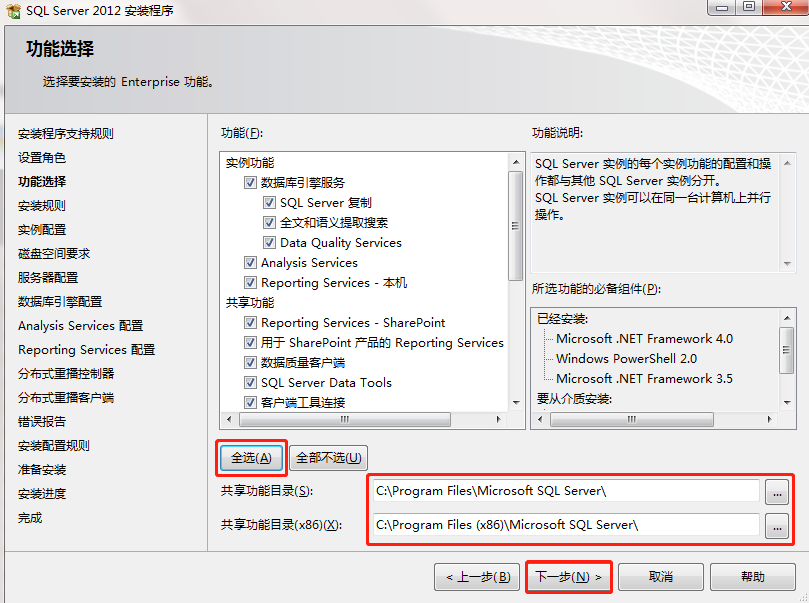 SQL Server 2012 安装程序
功能选择
选择要安装的 Enterprise 功能。
安装程序支持规则
设置角色
功能选择
安装规则
实例配置
磁盘空间要求
服务器配置
数据库引擎配置
Analysis Services 配置
Reporting Services 配置
分布式重播控制器
分布式重播客户端
错误报告
安装配置规则
准备安装
安装进度
完成
功能(F):
实例功能
数据库引擎服务
SQL Server 复制
全文和语义提取搜索
Data Quality Services
Analysis Services
Reporting Services - 本机
共享功能
Reporting Services - SharePoint
用于 SharePoint 产品的 Reporting Services
数据质量客户端
SQL Server Data Tools
客户端工具连接
功能说明:
SQL Server 实例的每个实例功能的配置和操
作都与其他 SQL Server 实例分开。
SQL Server 实例可以在同一台计算机上并行
操作。
所选功能的必备组件(P):
已经安装:
Microsoft .NET Framework 4.0
Windows PowerShell 2.0
Microsoft .NET Framework 3.5
要从介质安装:
全选(A)
全部不选(U)
共享功能目录(S):
C:\Program Files\Microsoft SQL Server\
...
共享功能目录(x86)(X):
C:\Program Files (x86)\Microsoft SQL Server\
...
< 上一步(B)
下一步(N) >
取消
帮助